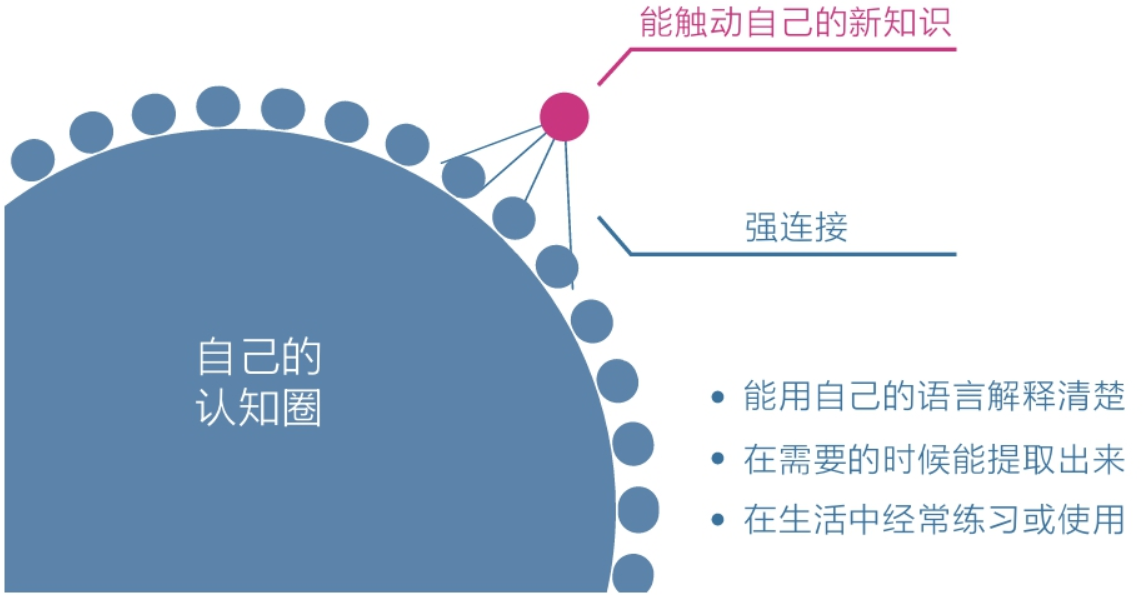 能触动自己的新知识
强连接
自己的
认知圈
• 能用自己的语言解释清楚
• 在需要的时候能提取出来
• 在生活中经常练习或使用